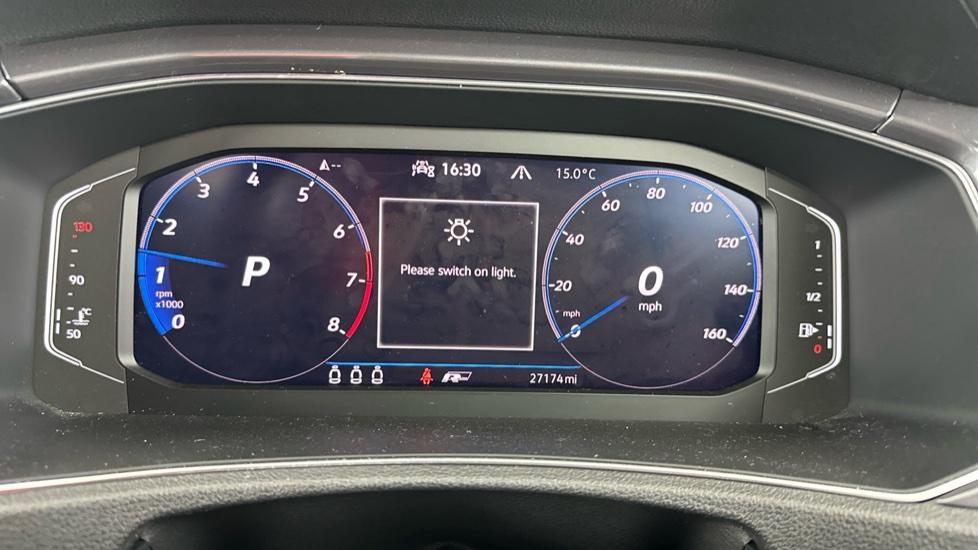 -- 16:30 15.0°C
130
90
°C
50
0
1
2
3
4
5
6
7
8
rpm
x1000
P
Please switch on light.
0
20
40
60
80
100
120
140
160
mph
0
mph
1
1/2
0
R
27174 mi